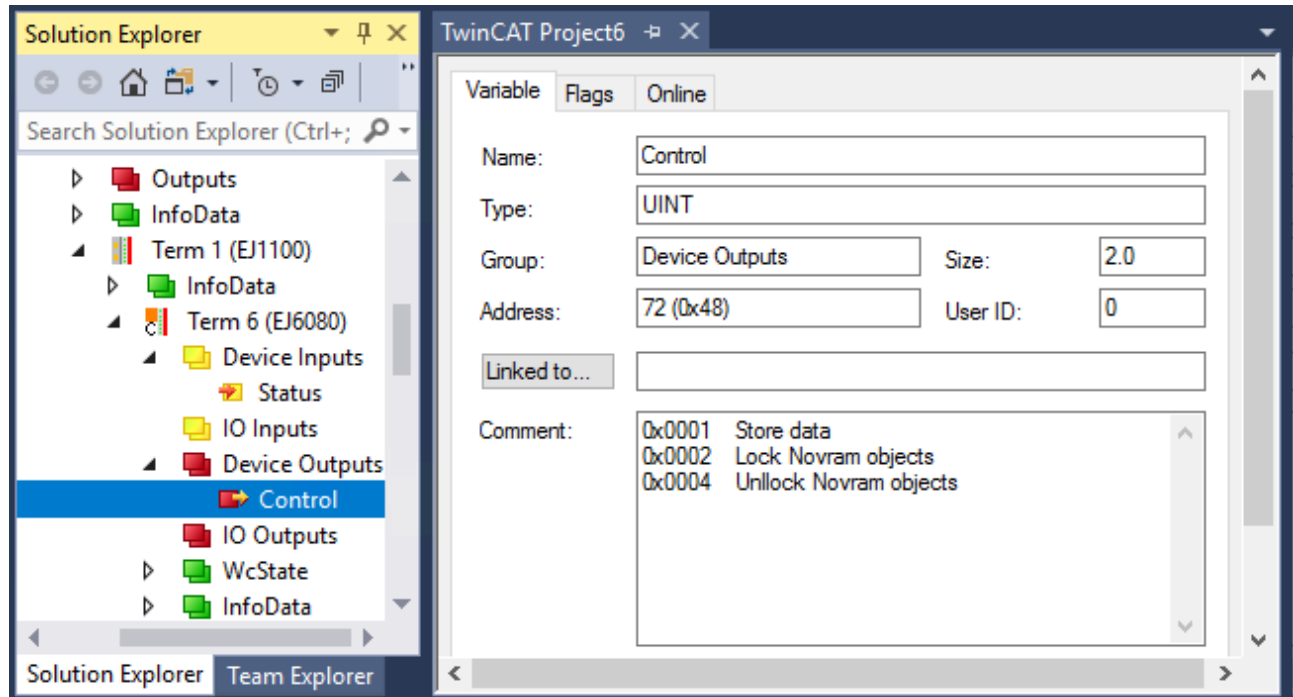 Solution Explorer
Search Solution Explorer (Ctrl+;
Outputs
InfoData
Term 1 (EJ1100)
InfoData
Term 6 (EJ6080)
Device Inputs
Status
IO Inputs
Device Outputs
Control
IO Outputs
WcState
InfoData
Solution Explorer Team Explorer
TwinCAT Project6
Variable Flags Online
Name: Control
Type: UINT
Group: Device Outputs Size: 2.0
Address: 72 (0x48) User ID: 0
Linked to...
Comment: 0x0001 Store data
0x0002 Lock Novram objects
0x0004 Unllock Novram objects